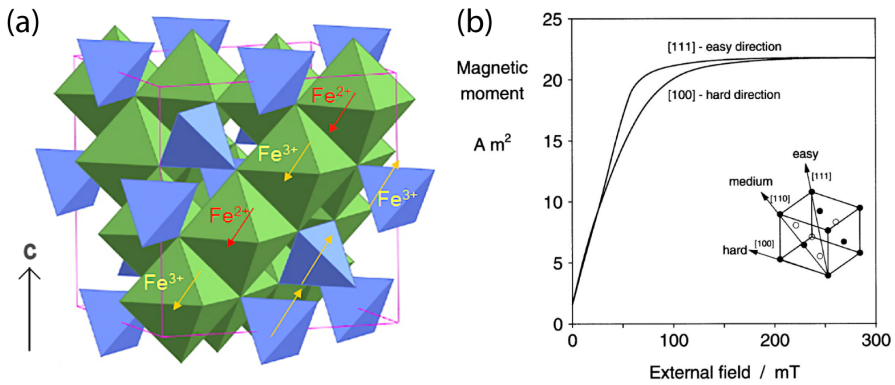 (a)
Fe2+
Fe3+
Fe3+
Fe2+
Fe3+
c
(b)
25
20
15
10
5
0
Magnetic
moment
A m²
[111] - easy direction
[100] - hard direction
easy
[111]
medium
[110]
hard
[100]
0
100
200
300
External field / mT